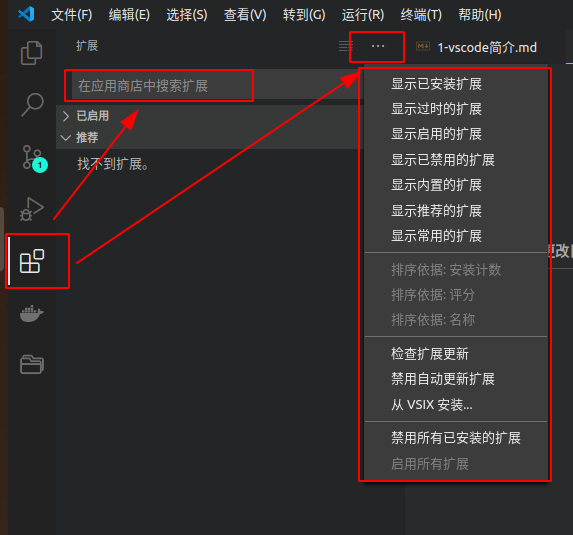 文件(F) 编辑(E) 选择(S) 查看(V) 转到(G) 运行(R) 终端(T) 帮助(H)
扩展
···
1-vscode简介.md
在应用商店中搜索扩展
已启用
推荐
找不到扩展。
1
显示已安装扩展
显示过时的扩展
显示启用的扩展
显示已禁用的扩展
显示内置的扩展
显示推荐的扩展
显示常用的扩展
排序依据: 安装计数
排序依据: 评分
排序依据: 名称
检查扩展更新
禁用自动更新扩展
从 VSIX 安装...
禁用所有已安装的扩展
启用所有扩展
更改